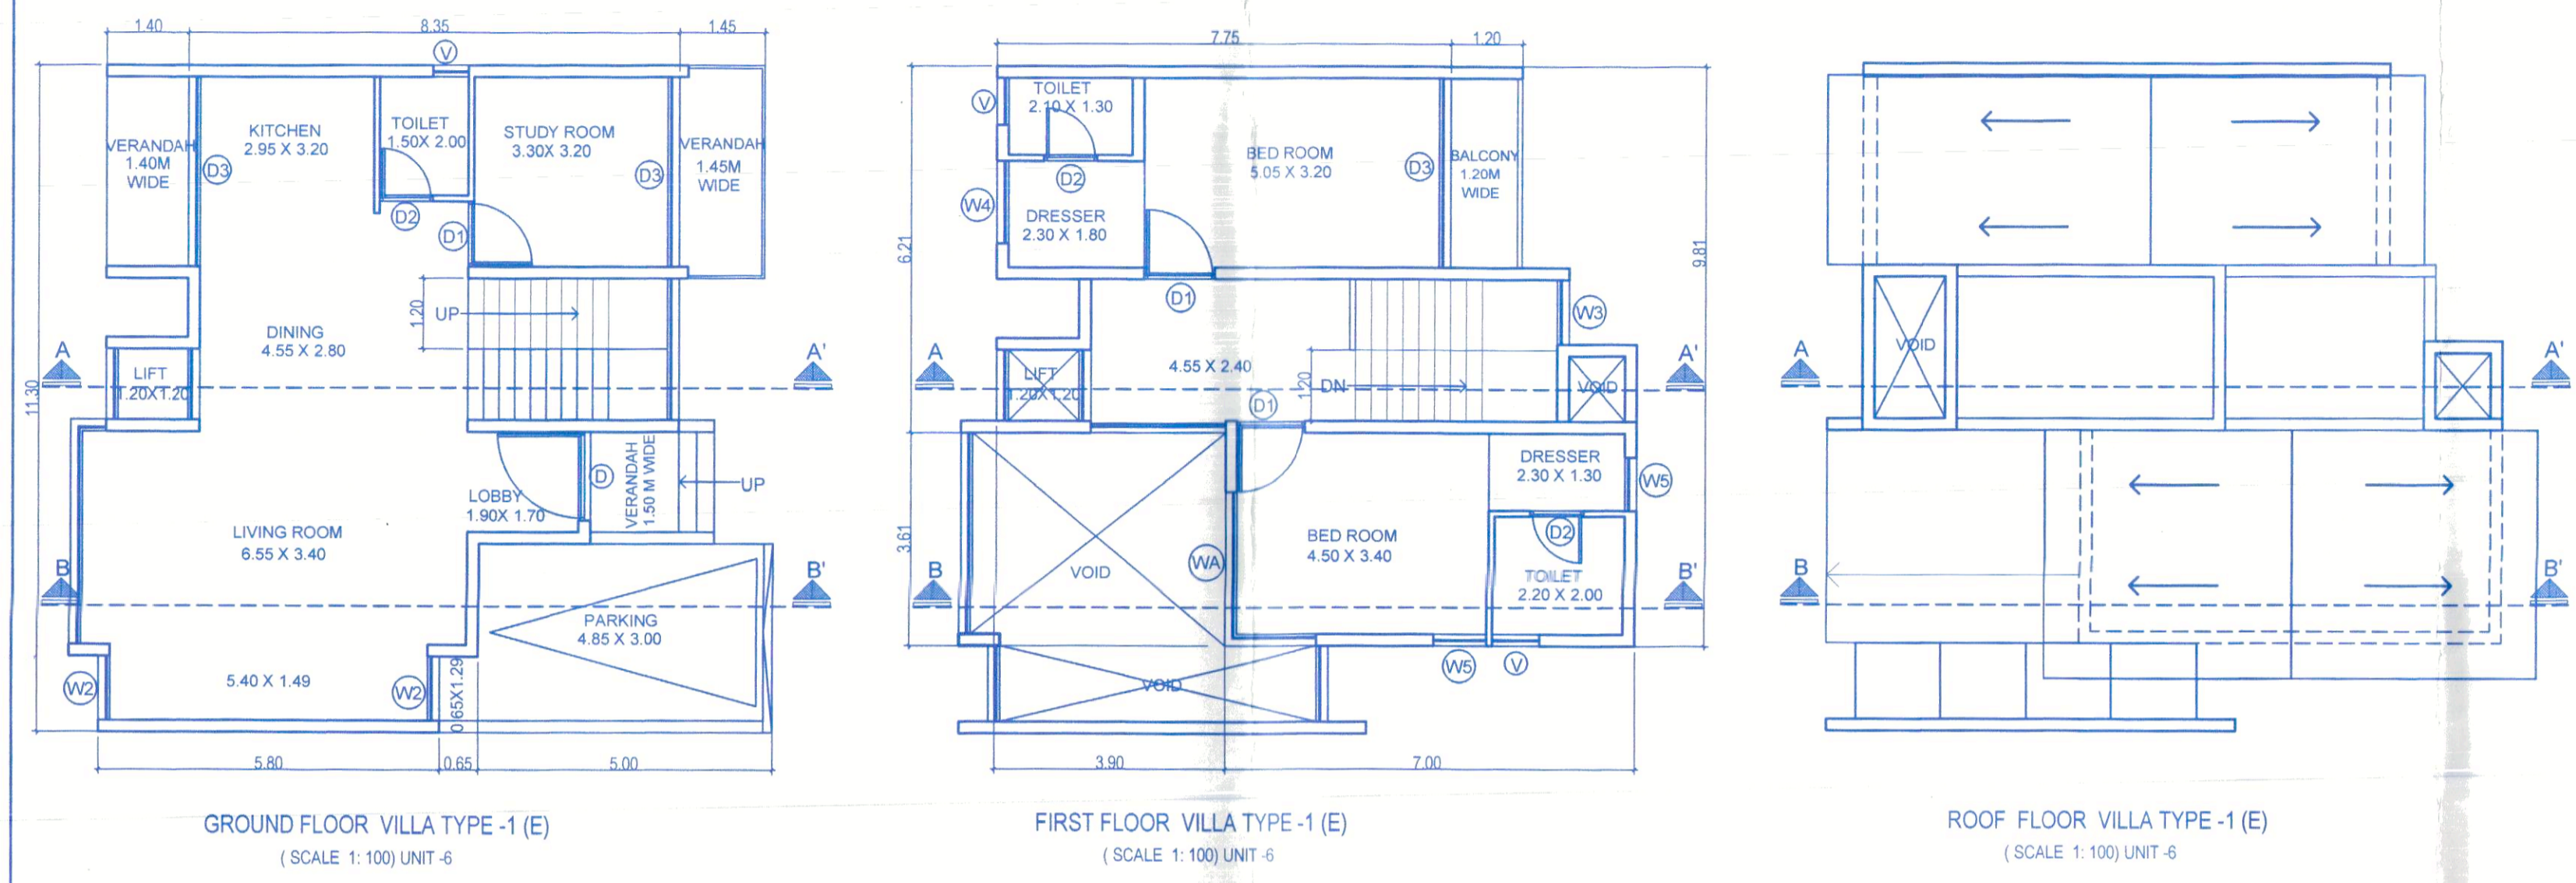 1.40
8.35
1.45
V
VERANDAH
1.40M
WIDE
D3
KITCHEN
2.95 X 3.20
TOILET
1.50X 2.00
D2
D1
STUDY ROOM
3.30X 3.20
D3
VERANDAH
1.45M
WIDE
11.30
1.20
UP
DINING
4.55 X 2.80
A
A'
LIFT
1.20X1.20
LOBBY
1.90X 1.70
D
VERANDAH
1.50 M WIDE
UP
LIVING ROOM
6.55 X 3.40
B
B'
PARKING
4.85 X 3.00
W2
5.40 X 1.49
W2
0.65X1.29
5.80
0.65
5.00
GROUND FLOOR VILLA TYPE -1 (E)
( SCALE 1: 100) UNIT -6
7.75
1.20
V
TOILET
2.10 X 1.30
D2
W4
DRESSER
2.30 X 1.80
BED ROOM
5.05 X 3.20
D3
BALCONY
1.20M
WIDE
6.21
9.81
D1
W3
A
A'
LIFT
1.20X1.20
4.55 X 2.40
1.20
DN
VOID
D1
DRESSER
2.30 X 1.30
W5
3.61
BED ROOM
4.50 X 3.40
D2
VOID
WA
TOILET
2.20 X 2.00
B
B'
VOID
W5
V
3.90
7.00
FIRST FLOOR VILLA TYPE -1 (E)
( SCALE 1: 100) UNIT -6
VOID
A
A'
B
B'
ROOF FLOOR VILLA TYPE -1 (E)
( SCALE 1: 100) UNIT -6